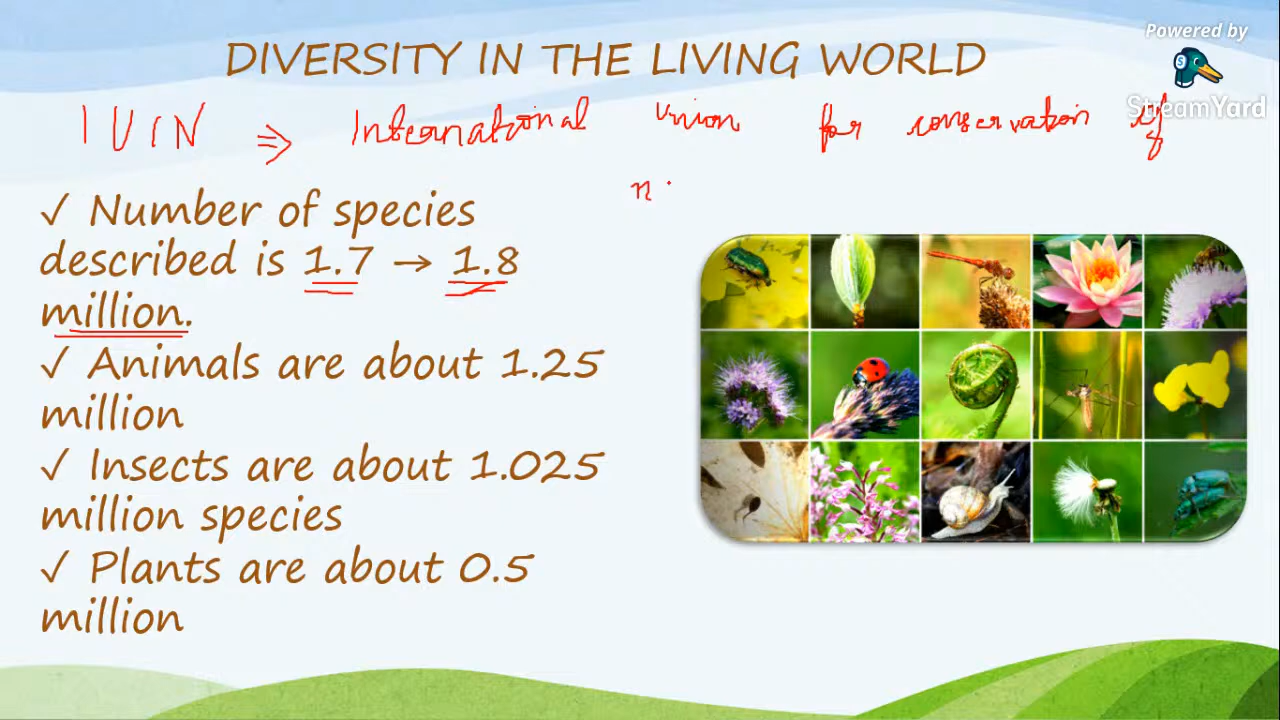 Powered by
StreamYard
DIVERSITY IN THE LIVING WORLD
IUCN ⇒ International union for conservation of
n
✓ Number of species
described is 1.7 → 1.8
million.
✓ Animals are about 1.25
million
✓ Insects are about 1.025
million species
✓ Plants are about 0.5
million